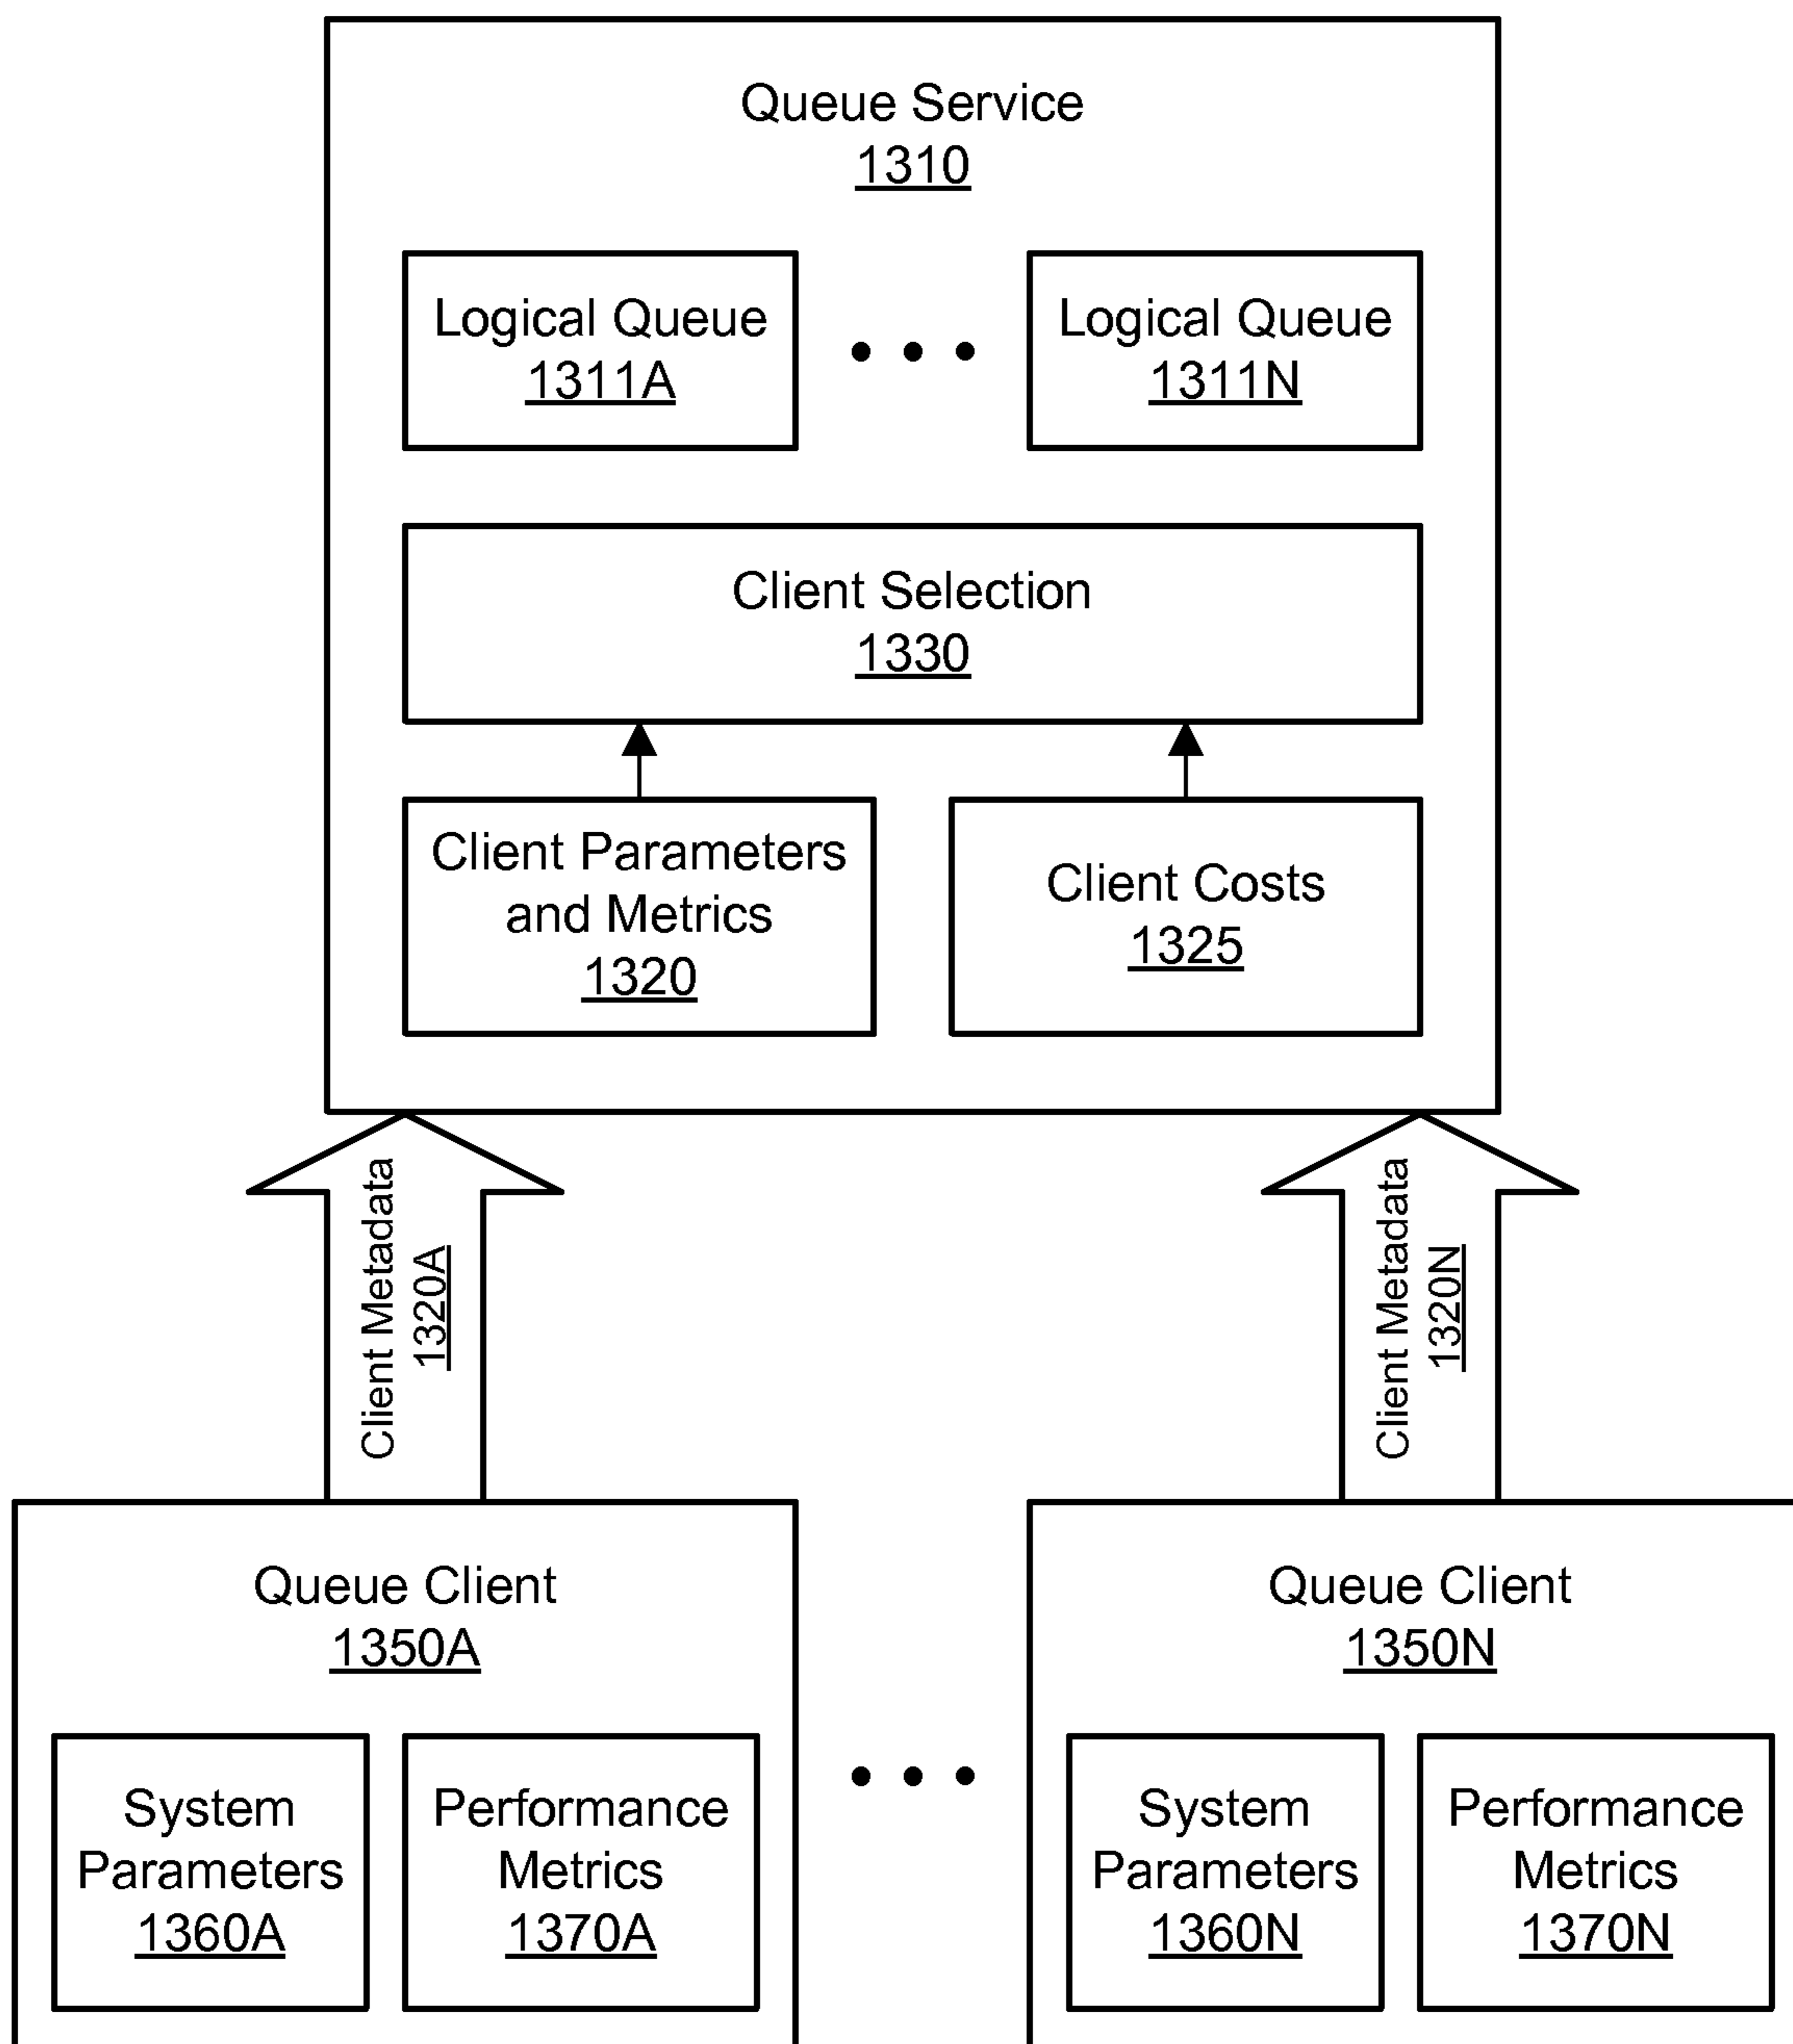 Queue Service
1310
Logical Queue
1311A
Logical Queue
1311N
Client Selection
1330
Client Parameters
and Metrics
1320
Client Costs
1325
Client Metadata
1320A
Client Metadata
1320N
Queue Client
1350A
System
Parameters
1360A
Performance
Metrics
1370A
Queue Client
1350N
System
Parameters
1360N
Performance
Metrics
1370N